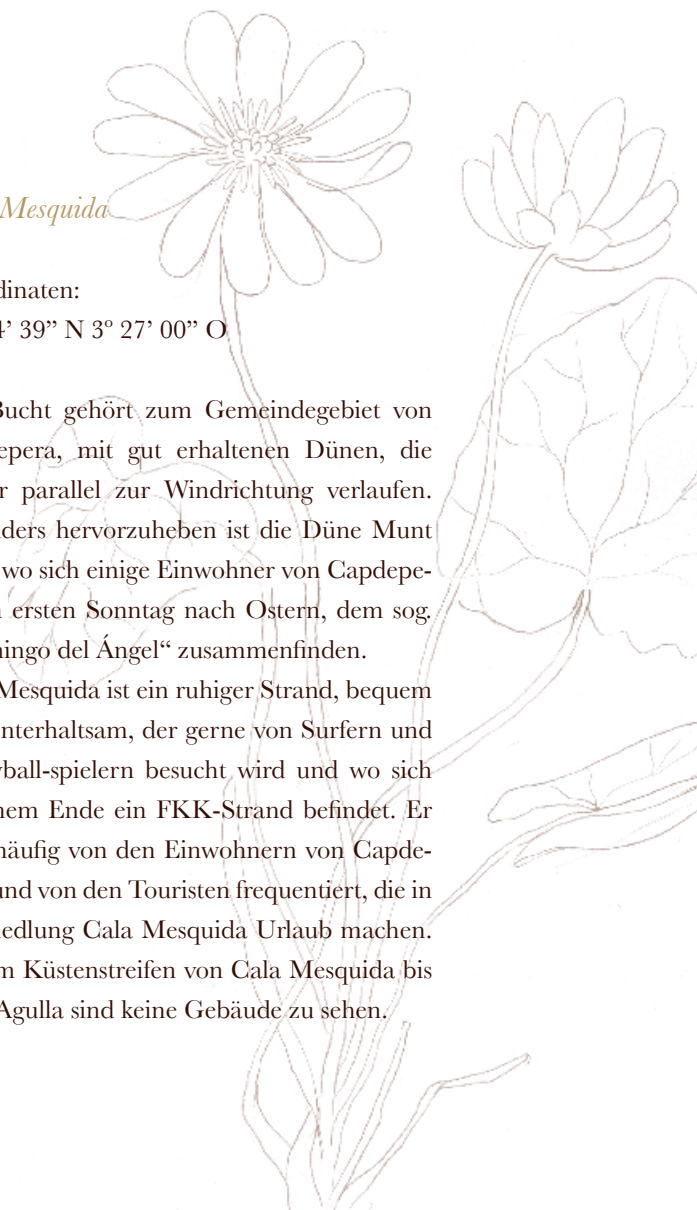 Mesquida
dinaten:
4’ 39” N 3º 27’ 00” O
Bucht gehört zum Gemeindegebiet von
epera, mit gut erhaltenen Dünen, die
r parallel zur Windrichtung verlaufen.
ders hervorzuheben ist die Düne Munt
wo sich einige Einwohner von Capdepe-
ersten Sonntag nach Ostern, dem sog.
ingo del Ángel“ zusammenfinden.
Mesquida ist ein ruhiger Strand, bequem
nterhaltsam, der gerne von Surfern und
yball-spielern besucht wird und wo sich
nem Ende ein FKK-Strand befindet. Er
häufig von den Einwohnern von Capde-
und von den Touristen frequentiert, die in
iedlung Cala Mesquida Urlaub machen.
m Küstenstreifen von Cala Mesquida bis
Agulla sind keine Gebäude zu sehen.